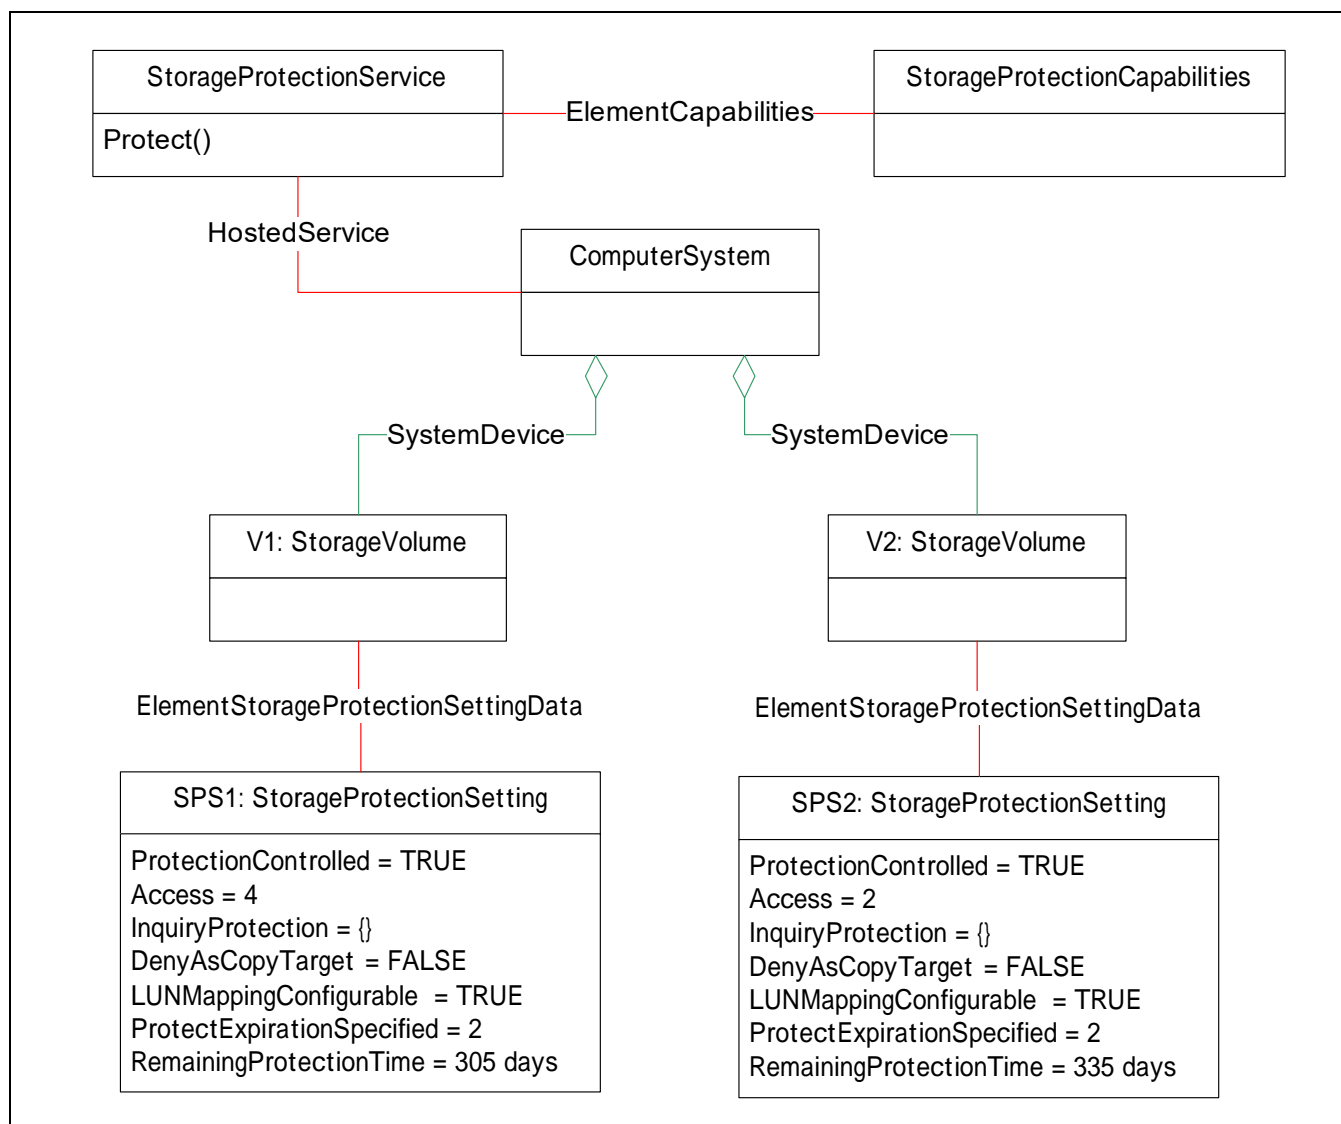 StorageProtectionService
Protect()
ElementCapabilities
StorageProtectionCapabilities
HostedService
ComputerSystem
SystemDevice
SystemDevice
V1: StorageVolume
V2: StorageVolume
ElementStorageProtectionSettingData
ElementStorageProtectionSettingData
SPS1: StorageProtectionSetting
ProtectionControlled = TRUE
Access = 4
InquiryProtection = {}
DenyAsCopyTarget = FALSE
LUNMappingConfigurable = TRUE
ProtectExpirationSpecified = 2
RemainingProtectionTime = 305 days
SPS2: StorageProtectionSetting
ProtectionControlled = TRUE
Access = 2
InquiryProtection = {}
DenyAsCopyTarget = FALSE
LUNMappingConfigurable = TRUE
ProtectExpirationSpecified = 2
RemainingProtectionTime = 335 days